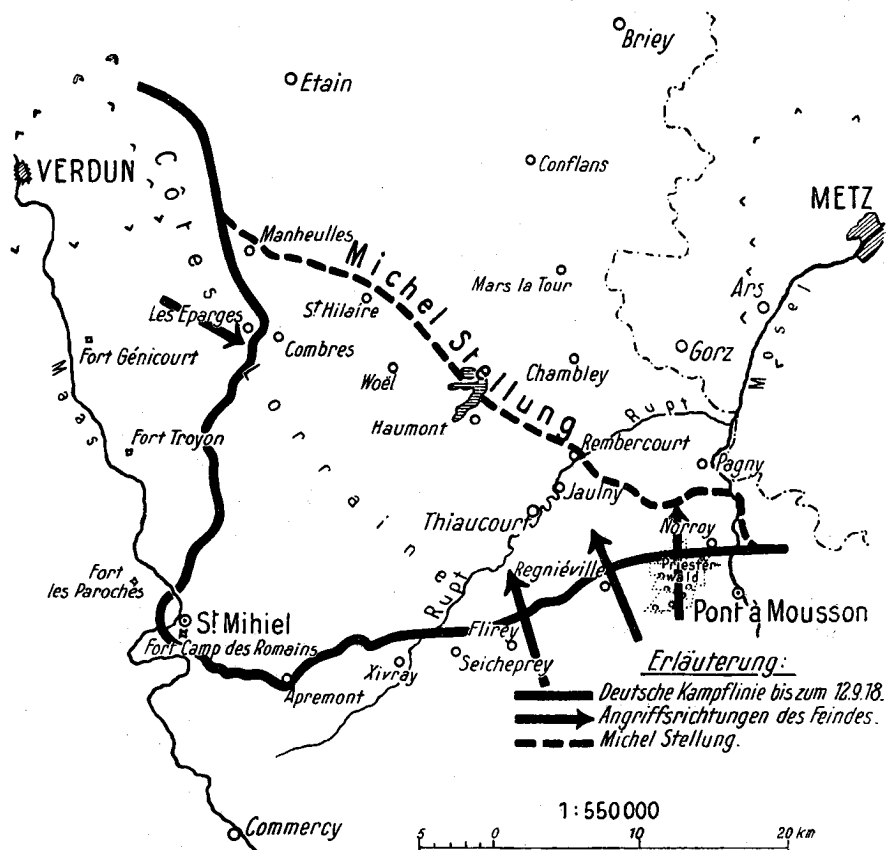 Briey
Etain
Conflans
VERDUN
METZ
Côtes Lorraine
Manheulles
Michel Stellung
Mars la Tour
Ars
Mosel
St Hilaire
Les Eparges
Combres
Fort Génicourt
Gorz
Woël
Chambley
Maas
Haumont
Rupt
Fort Troyon
Rembercourt
Pagny
Jaulny
Thiaucourt
Norroy
Priester-
wald
Regniéville
Fort
les Paroches
Rupt
Pont à Mousson
St Mihiel
Fort Camp des Romains
Flirey
Seicheprey
Xivray
Apremont
Erläuterung:
Deutsche Kampflinie bis zum 12.9.18.
Angriffsrichtungen des Feindes.
Michel Stellung.
1:550000
Commercy
5 0 10 20 km